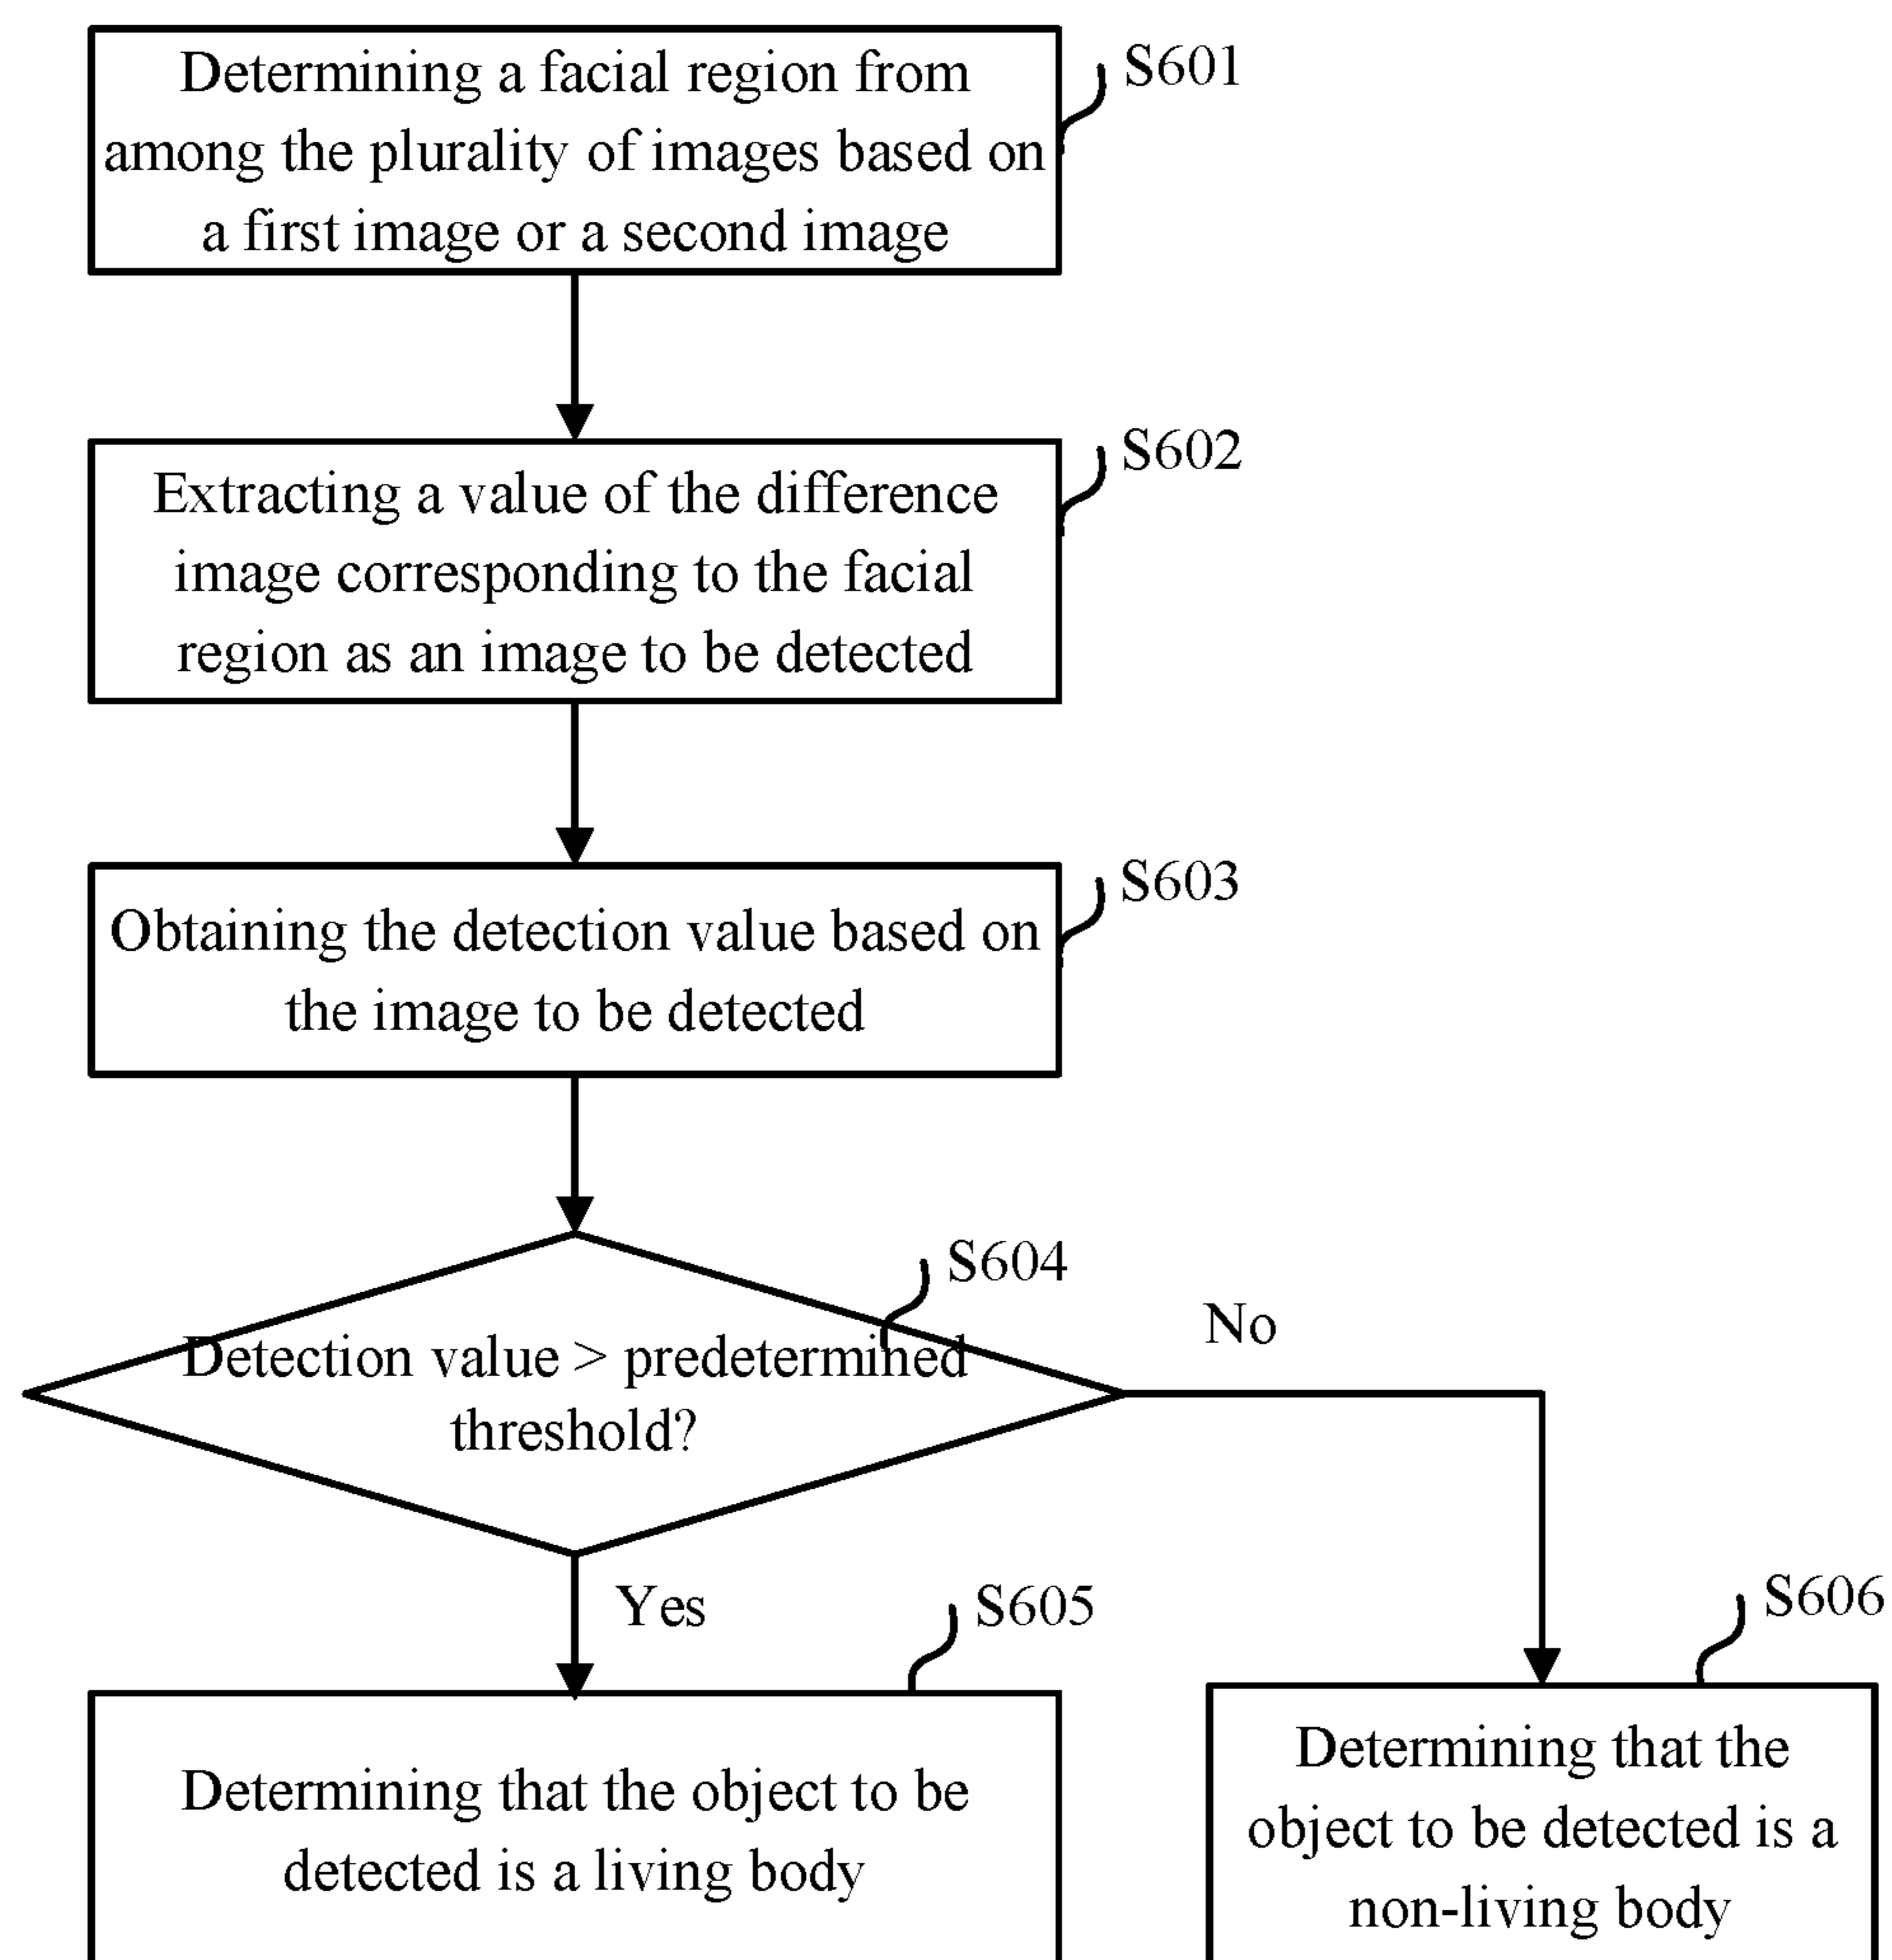 Determining a facial region from
among the plurality of images based on
a first image or a second image
S601
Extracting a value of the difference
image corresponding to the facial
region as an image to be detected
S602
Obtaining the detection value based on
the image to be detected
S603
S604
Detection value > predetermined
threshold?
No
Yes
S605
Determining that the object to be
detected is a living body
S606
Determining that the
object to be detected is a
non-living body